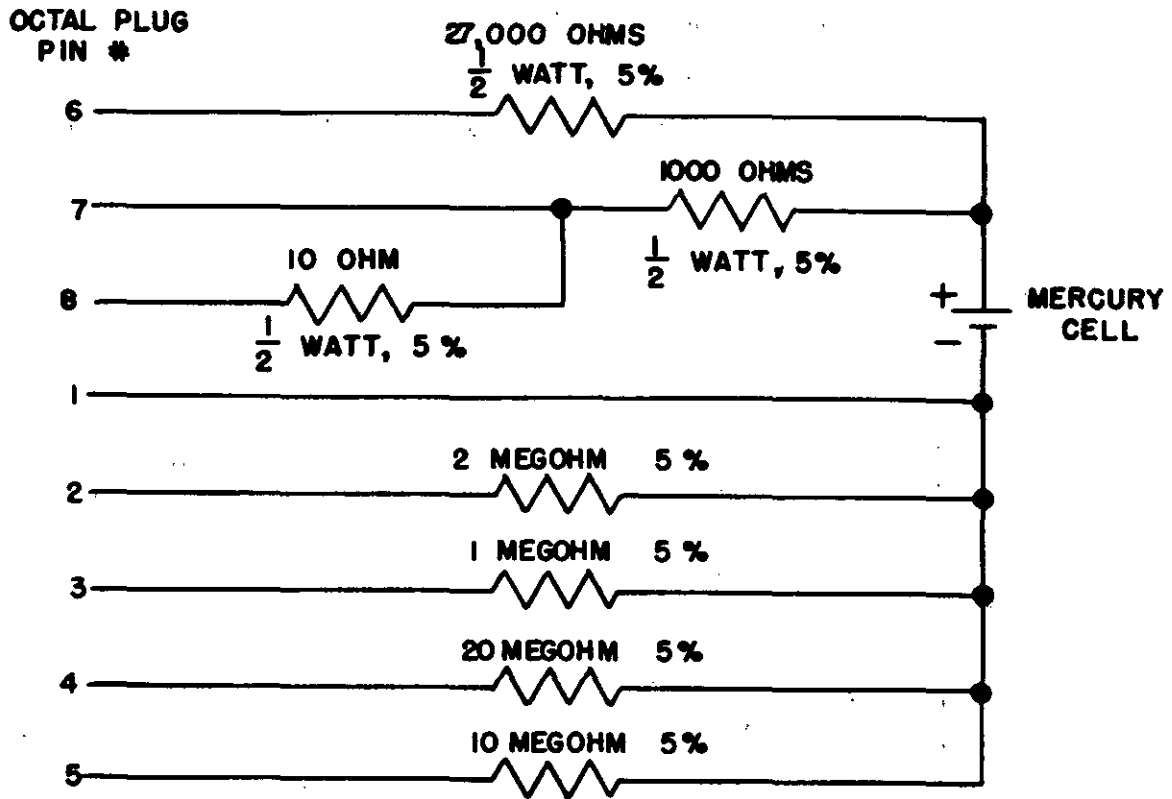 OCTAL PLUG
PIN #
27,000 OHMS
1/2 WATT, 5%
6
1000 OHMS
7
1/2 WATT, 5%
10 OHM
8
1/2 WATT, 5%
+
MERCURY
CELL
−
1
2 MEGOHM 5%
2
1 MEGOHM 5%
3
20 MEGOHM 5%
4
10 MEGOHM 5%
5